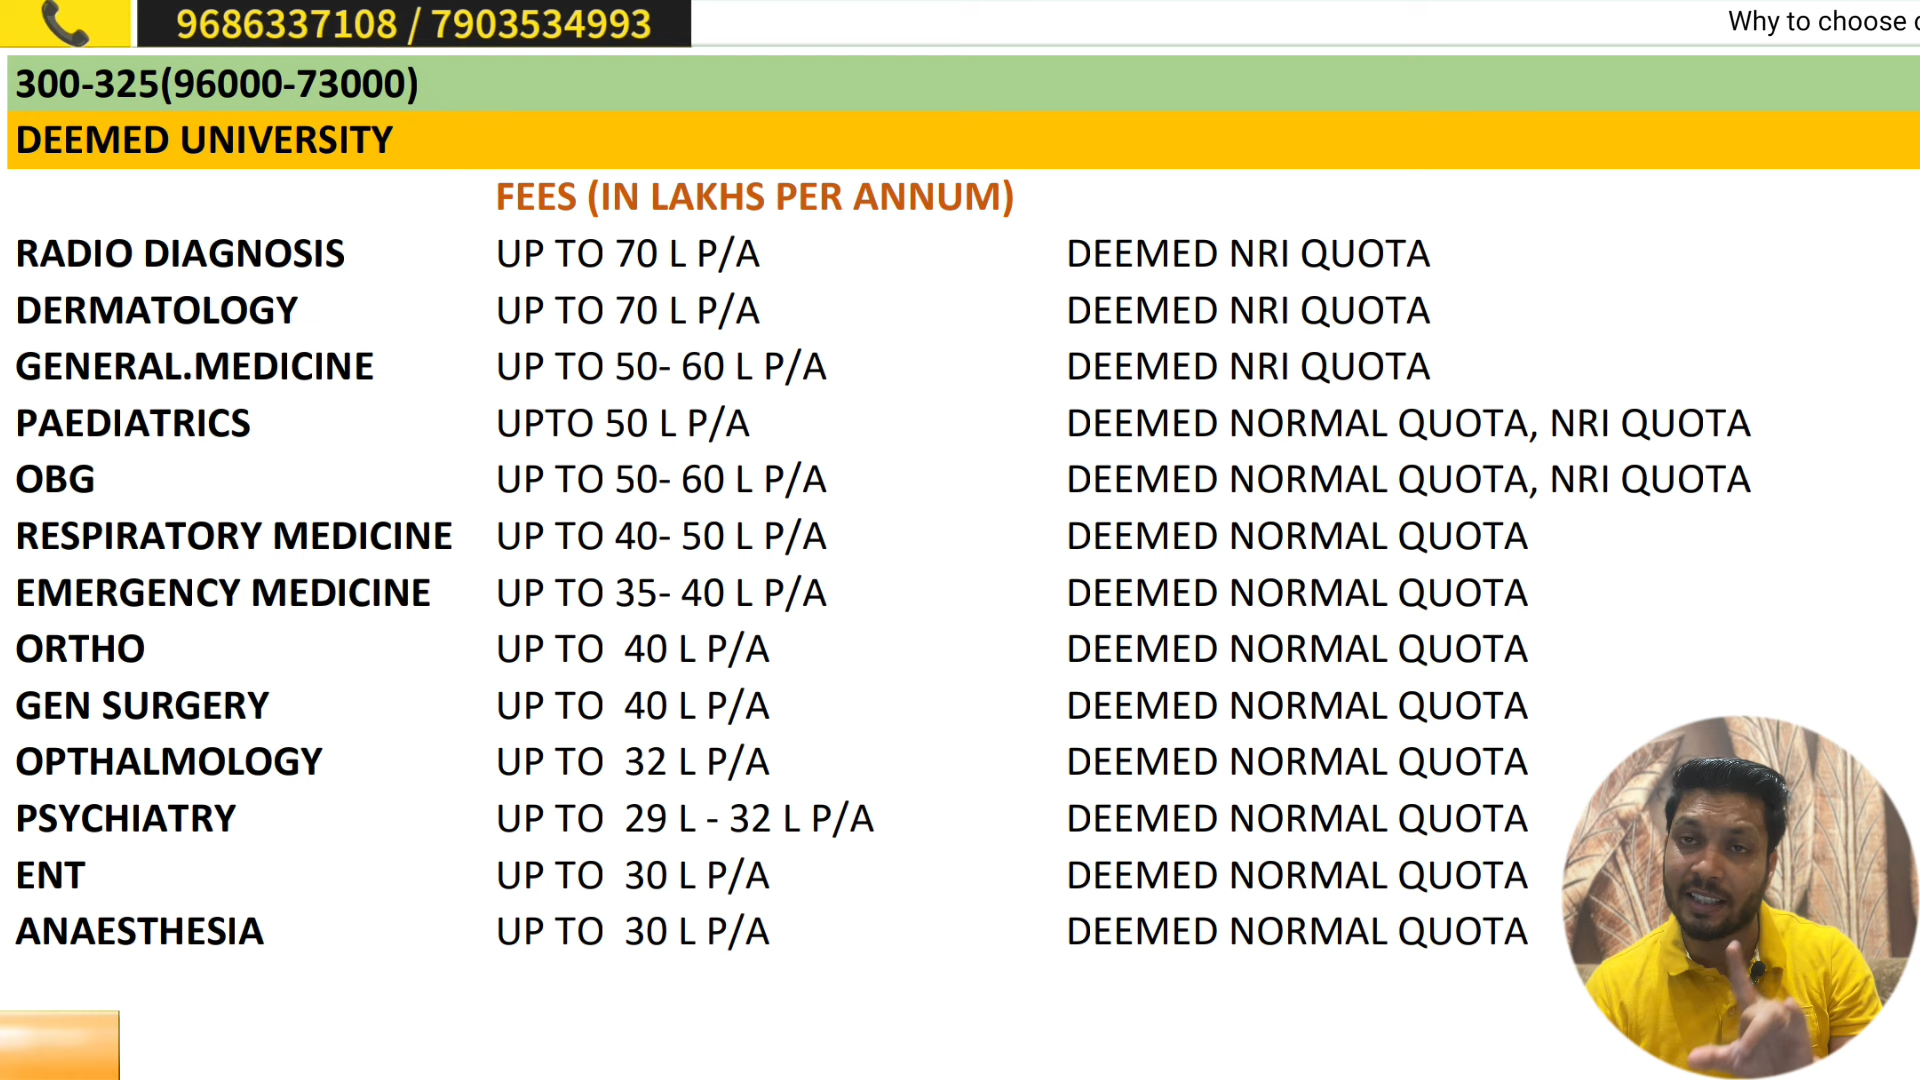 9686337108 / 7903534993
Why to choose
300-325(96000-73000)
DEEMED UNIVERSITY
FEES (IN LAKHS PER ANNUM)
RADIO DIAGNOSIS UP TO 70 L P/A DEEMED NRI QUOTA
DERMATOLOGY UP TO 70 L P/A DEEMED NRI QUOTA
GENERAL.MEDICINE UP TO 50- 60 L P/A DEEMED NRI QUOTA
PAEDIATRICS UPTO 50 L P/A DEEMED NORMAL QUOTA, NRI QUOTA
OBG UP TO 50- 60 L P/A DEEMED NORMAL QUOTA, NRI QUOTA
RESPIRATORY MEDICINE UP TO 40- 50 L P/A DEEMED NORMAL QUOTA
EMERGENCY MEDICINE UP TO 35- 40 L P/A DEEMED NORMAL QUOTA
ORTHO UP TO 40 L P/A DEEMED NORMAL QUOTA
GEN SURGERY UP TO 40 L P/A DEEMED NORMAL QUOTA
OPTHALMOLOGY UP TO 32 L P/A DEEMED NORMAL QUOTA
PSYCHIATRY UP TO 29 L - 32 L P/A DEEMED NORMAL QUOTA
ENT UP TO 30 L P/A DEEMED NORMAL QUOTA
ANAESTHESIA UP TO 30 L P/A DEEMED NORMAL QUOTA